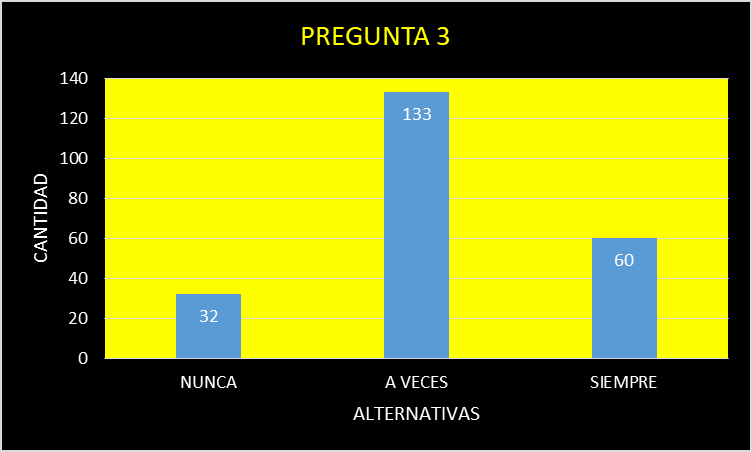 PREGUNTA 3
CANTIDAD
140
120
100
80
60
40
20
0
133
60
32
NUNCA A VECES SIEMPRE
ALTERNATIVAS